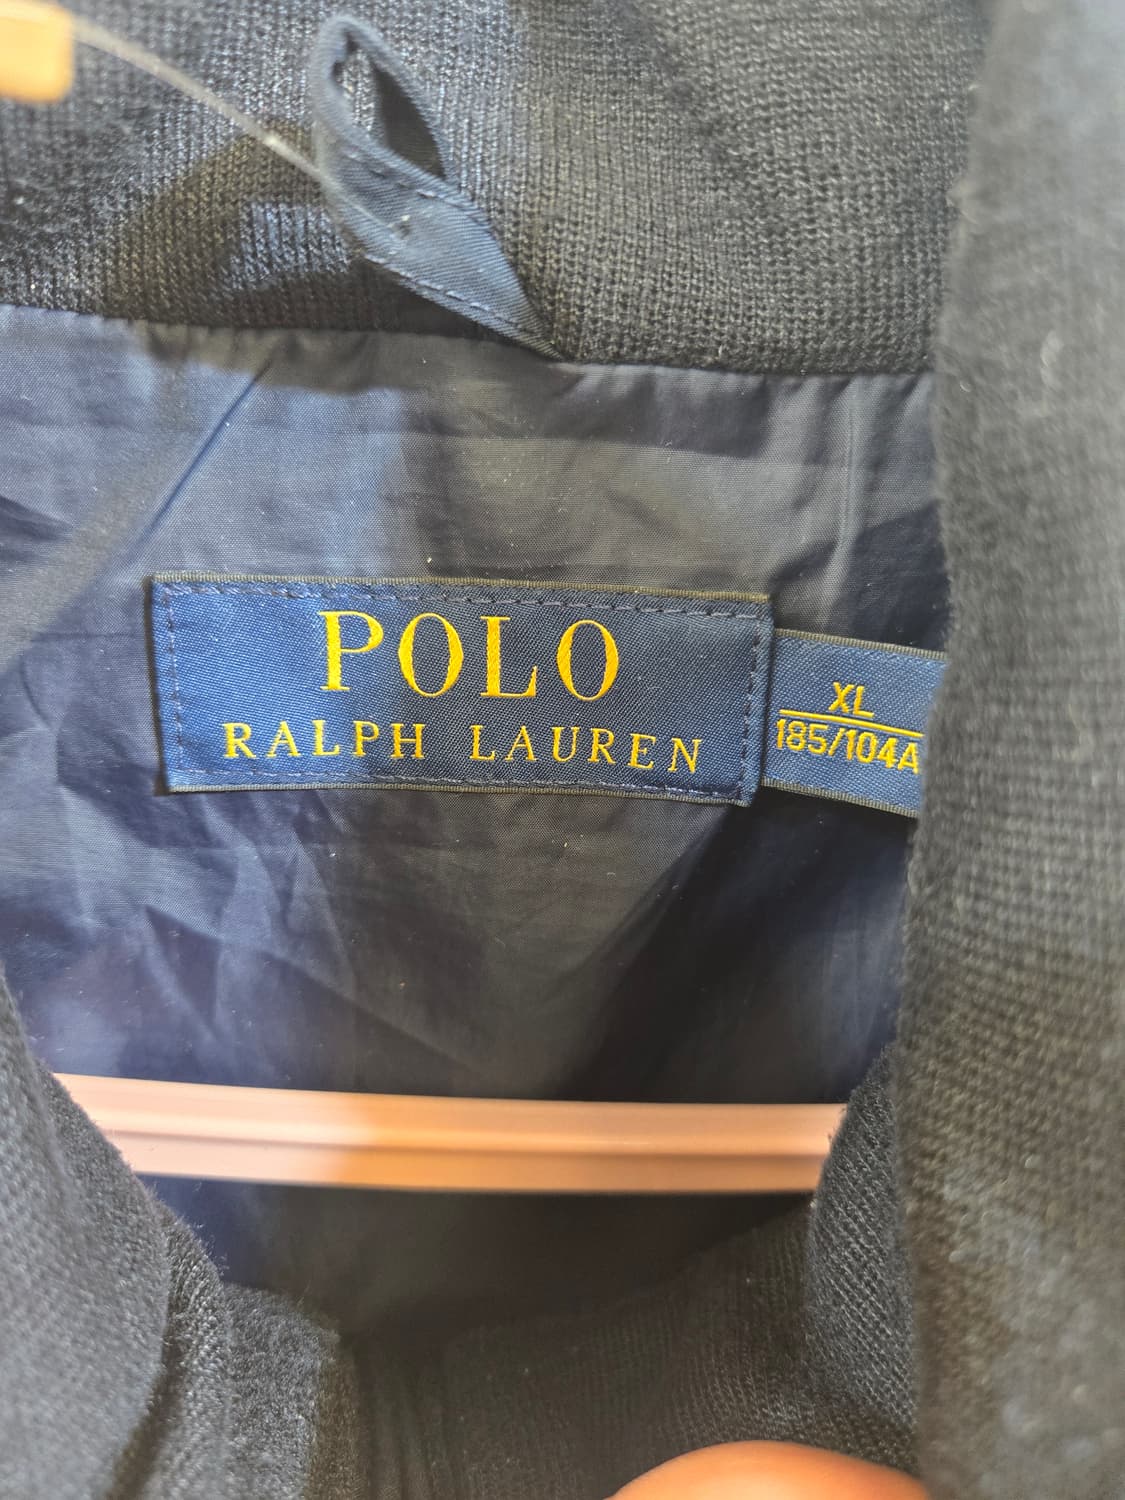 POLO
RALPH LAUREN
XL
185/104A